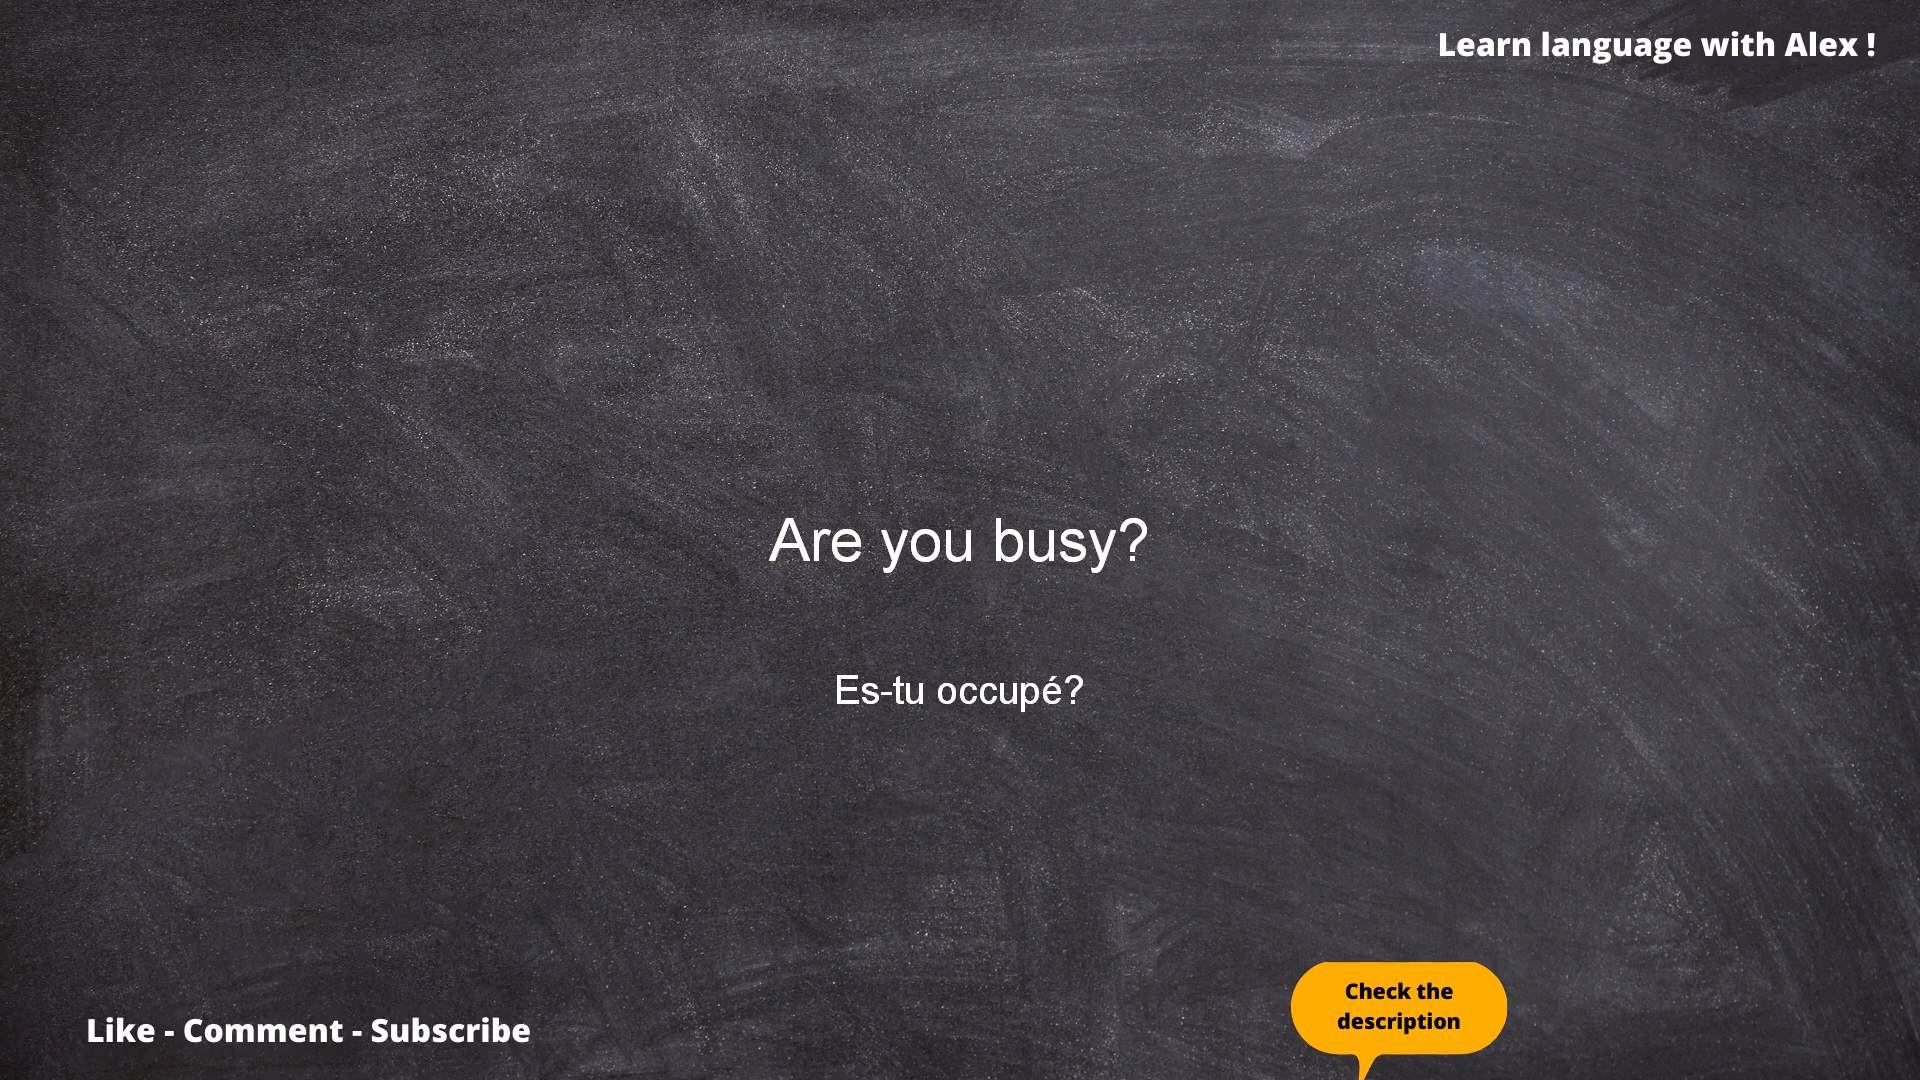 Learn language with Alex !
Are you busy?
Es-tu occupé?
Like - Comment - Subscribe
Check the
description